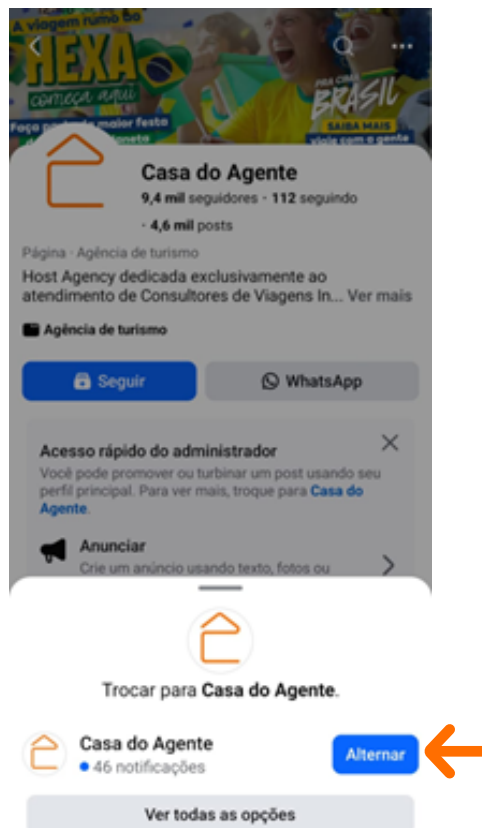 A viagem rumo ao
HEXA
começa aqui
PRA CIMA
BRASIL
SAIBA MAIS
viaje com a gente
Casa do Agente
9,4 mil seguidores · 112 seguindo
· 4,6 mil posts
Página · Agência de turismo
Host Agency dedicada exclusivamente ao
atendimento de Consultores de Viagens In... Ver mais
Agência de turismo
Seguir
WhatsApp
Acesso rápido do administrador
Você pode promover ou turbinar um post usando seu
perfil principal. Para ver mais, troque para Casa do
Agente.
Anunciar
Crie um anúncio usando texto, fotos ou
Trocar para Casa do Agente.
Casa do Agente
46 notificações
Alternar
Ver todas as opções